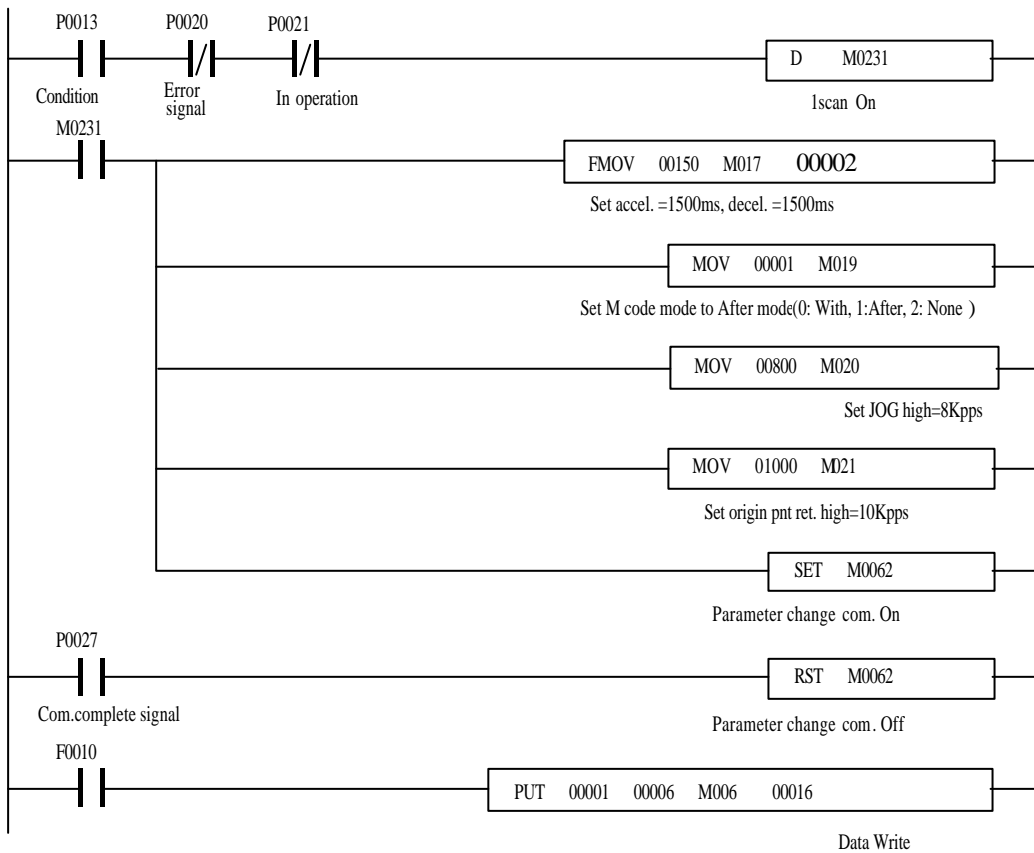 P0013 P0020 P0021
D M0231
Condition Error signal In operation 1scan On
M0231
FMOV 00150 M017 00002
Set accel. =1500ms, decel. =1500ms
MOV 00001 M019
Set M code mode to After mode(0: With, 1:After, 2: None )
MOV 00800 M020
Set JOG high=8Kpps
MOV 01000 M021
Set origin pnt ret. high=10Kpps
SET M0062
Parameter change com. On
P0027
RST M0062
Com.complete signal
Parameter change com. Off
F0010
PUT 00001 00006 M006 00016
Data Write